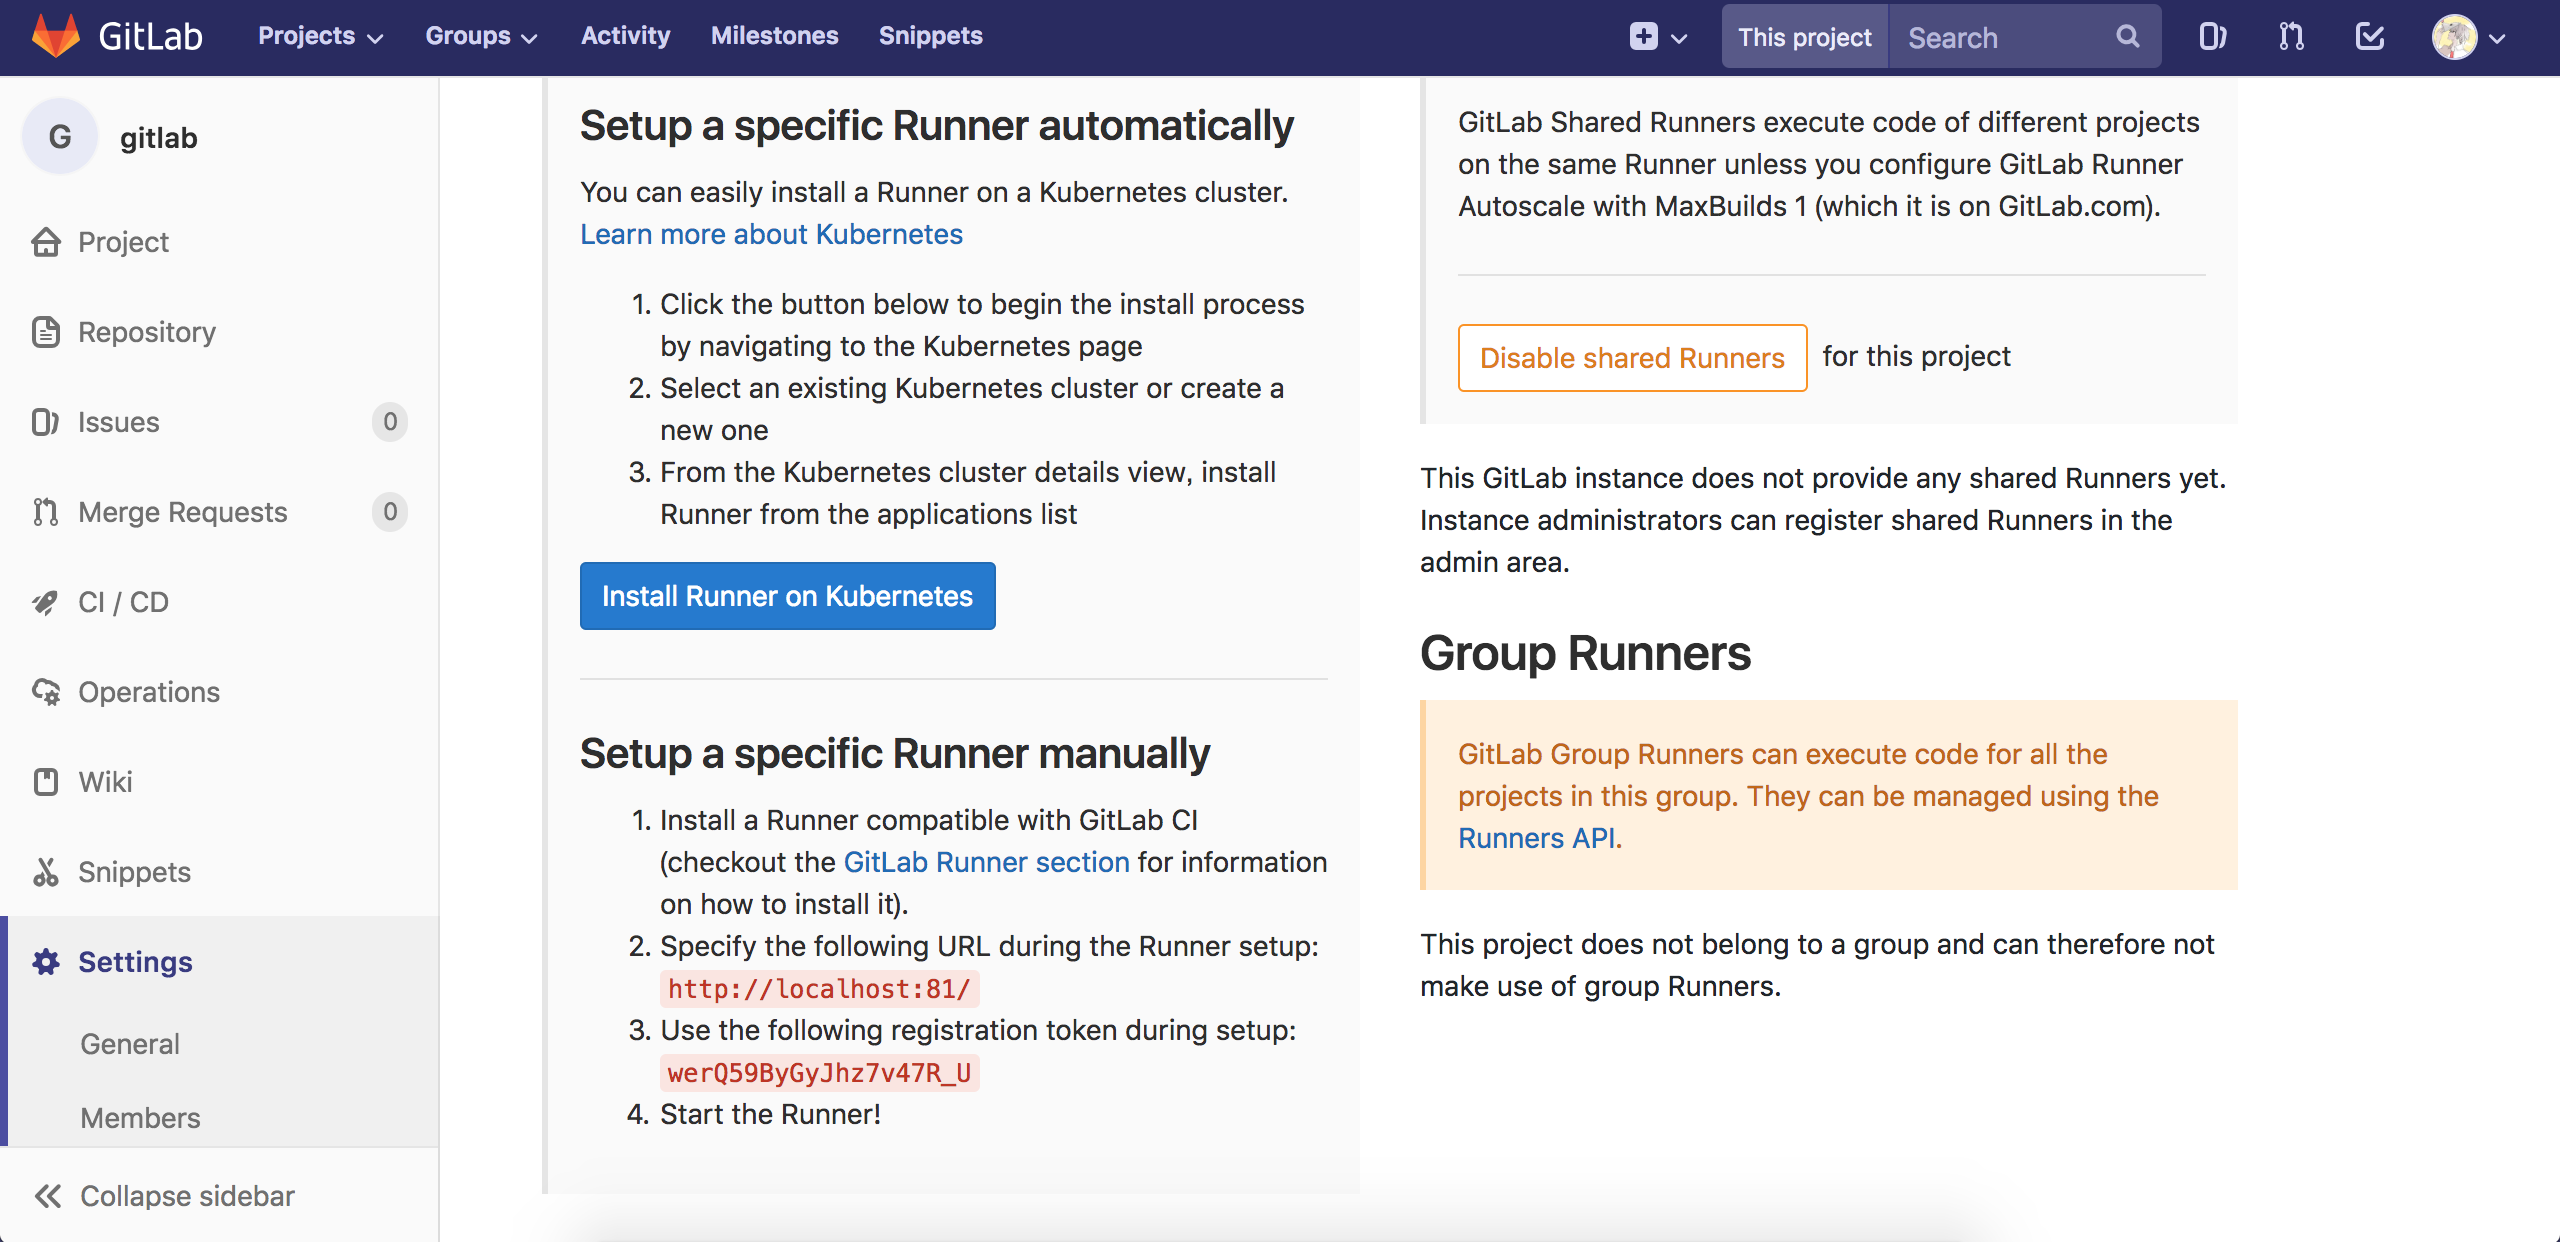 GitLab
Projects
Groups
Activity
Milestones
Snippets
This project
Search
G
gitlab
Project
Repository
Issues 0
Merge Requests 0
CI / CD
Operations
Wiki
Snippets
Settings
General
Members
Collapse sidebar
Setup a specific Runner automatically
You can easily install a Runner on a Kubernetes cluster.
Learn more about Kubernetes
1. Click the button below to begin the install process
by navigating to the Kubernetes page
2. Select an existing Kubernetes cluster or create a
new one
3. From the Kubernetes cluster details view, install
Runner from the applications list
Install Runner on Kubernetes
Setup a specific Runner manually
1. Install a Runner compatible with GitLab CI
(checkout the GitLab Runner section for information
on how to install it).
2. Specify the following URL during the Runner setup:
http://localhost:81/
3. Use the following registration token during setup:
werQ59ByGyJhz7v47R_U
4. Start the Runner!
GitLab Shared Runners execute code of different projects
on the same Runner unless you configure GitLab Runner
Autoscale with MaxBuilds 1 (which it is on GitLab.com).
Disable shared Runners for this project
This GitLab instance does not provide any shared Runners yet.
Instance administrators can register shared Runners in the
admin area.
Group Runners
GitLab Group Runners can execute code for all the
projects in this group. They can be managed using the
Runners API.
This project does not belong to a group and can therefore not
make use of group Runners.